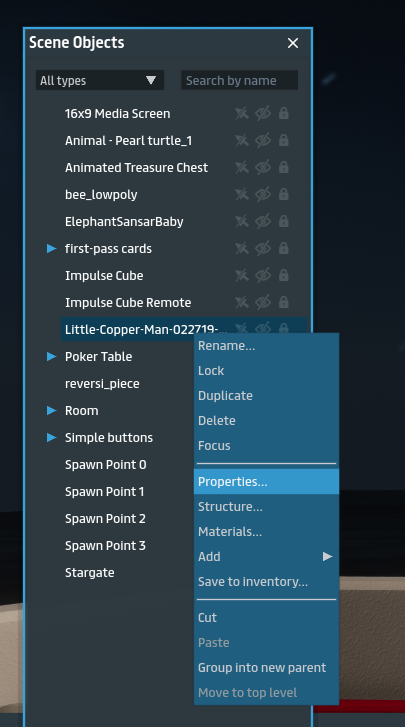 Scene Objects
All types
Search by name
16x9 Media Screen
Animal - Pearl turtle_1
Animated Treasure Chest
bee_lowpoly
ElephantSansarBaby
first-pass cards
Impulse Cube
Impulse Cube Remote
Little-Copper-Man-022719-...
Poker Table
reversi_piece
Room
Simple buttons
Spawn Point 0
Spawn Point 1
Spawn Point 2
Spawn Point 3
Stargate
Rename...
Lock
Duplicate
Delete
Focus
Properties...
Structure...
Materials...
Add
Save to inventory...
Cut
Paste
Group into new parent
Move to top level